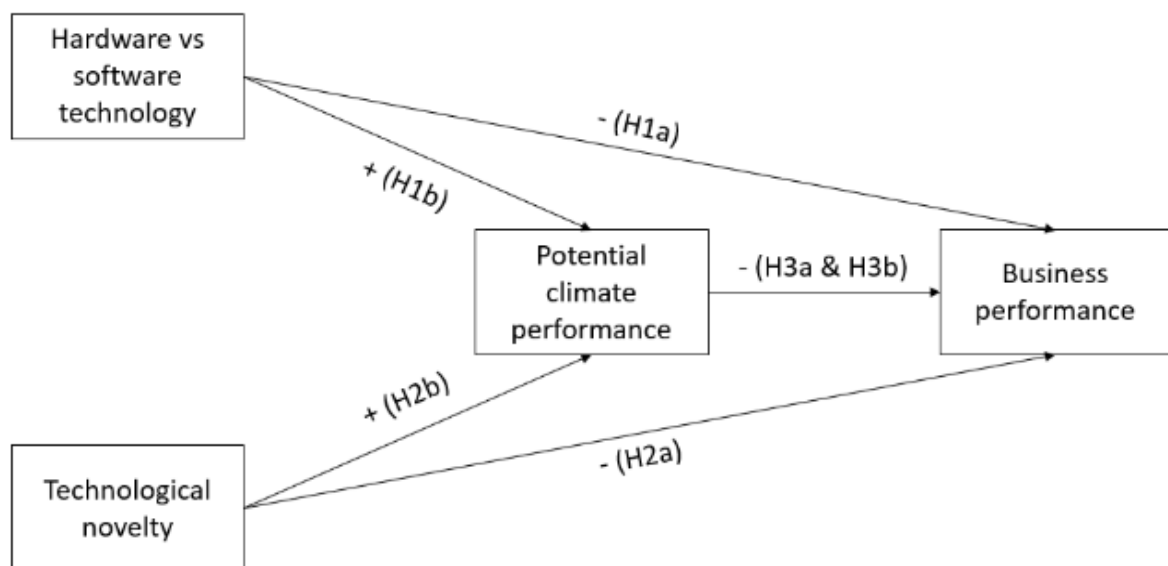 Hardware vs
software
technology
- (H1a)
+ (H1b)
Potential
climate
performance
- (H3a & H3b)
Business
performance
+ (H2b)
- (H2a)
Technological
novelty